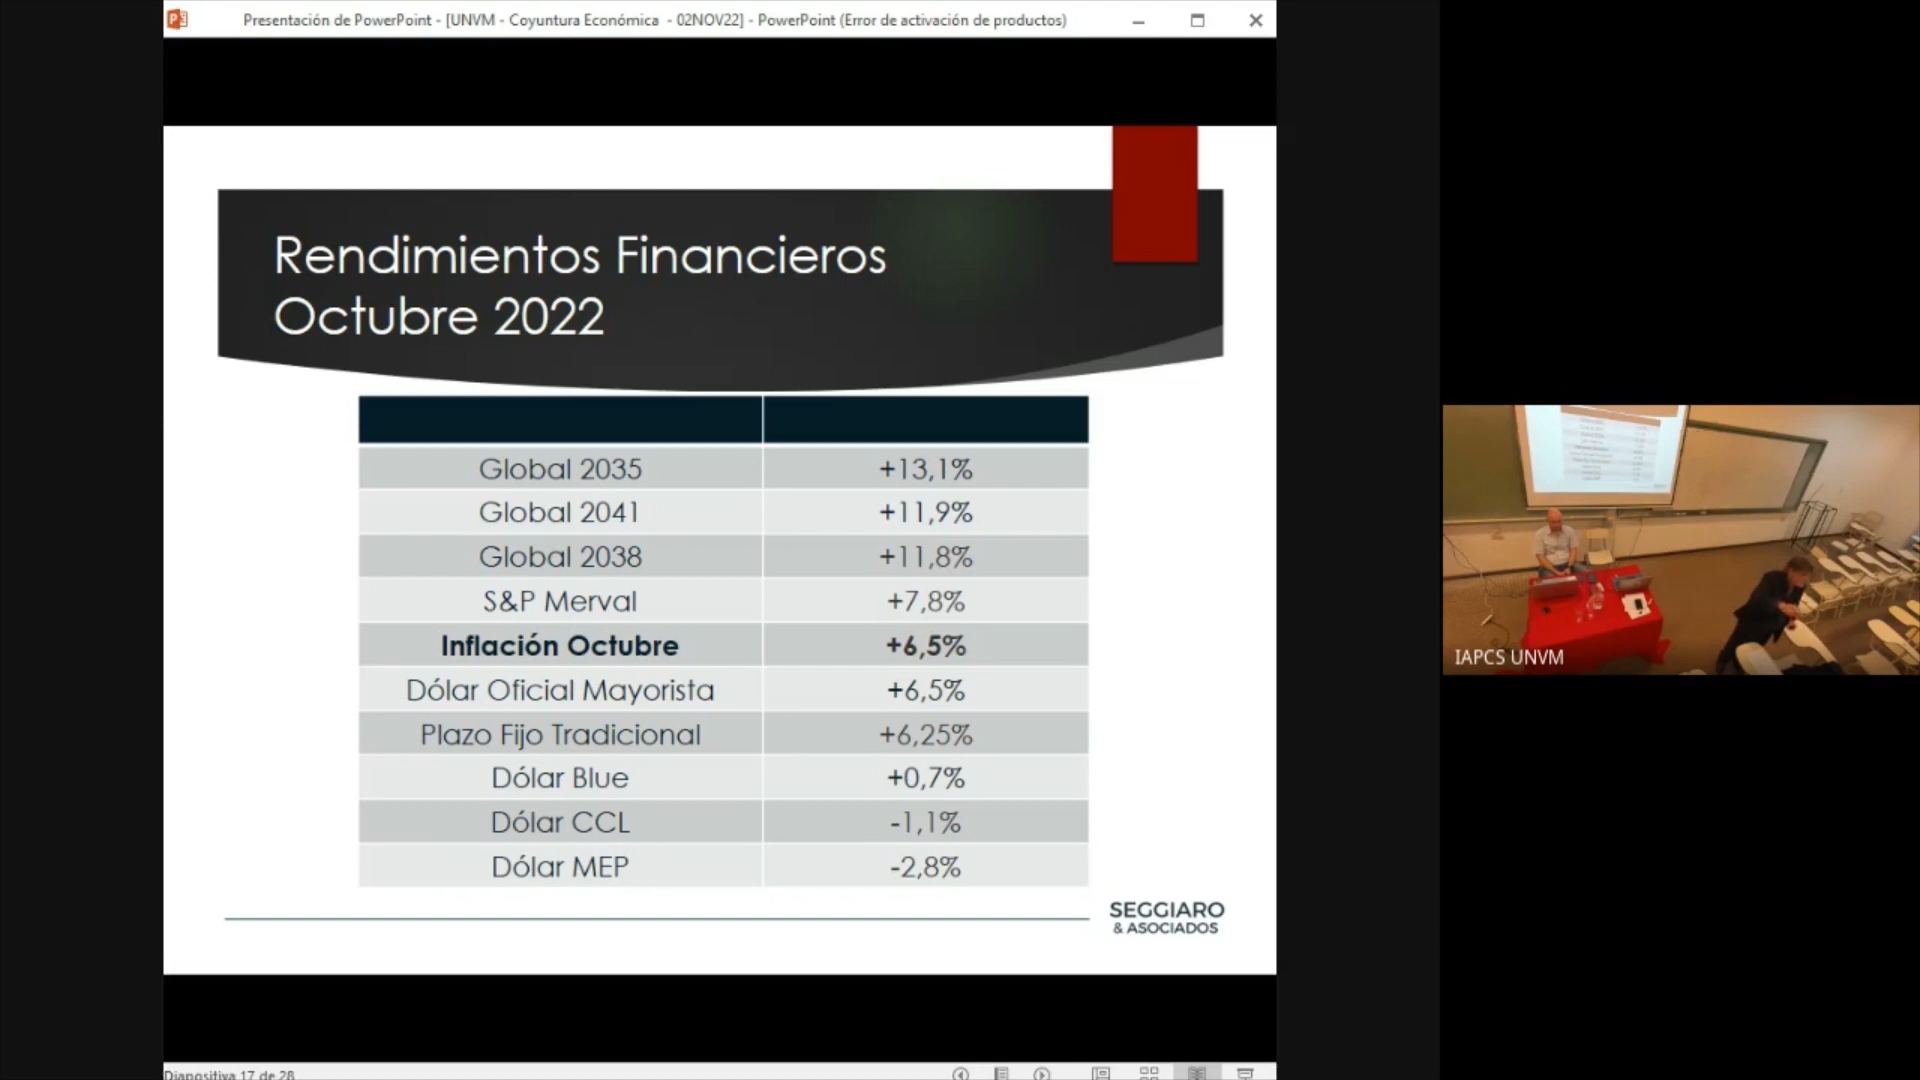 Presentación de PowerPoint - [UNVM - Coyuntura Económica - 02NOV22] - PowerPoint (Error de activación de productos)
Rendimientos Financieros
Octubre 2022
Global 2035 +13,1%
Global 2041 +11,9%
Global 2038 +11,8%
S&P Merval +7,8%
Inflación Octubre +6,5%
Dólar Oficial Mayorista +6,5%
Plazo Fijo Tradicional +6,25%
Dólar Blue +0,7%
Dólar CCL -1,1%
Dólar MEP -2,8%
SEGGIARO
& ASOCIADOS
Diapositiva 17 de 28
IAPCS UNVM